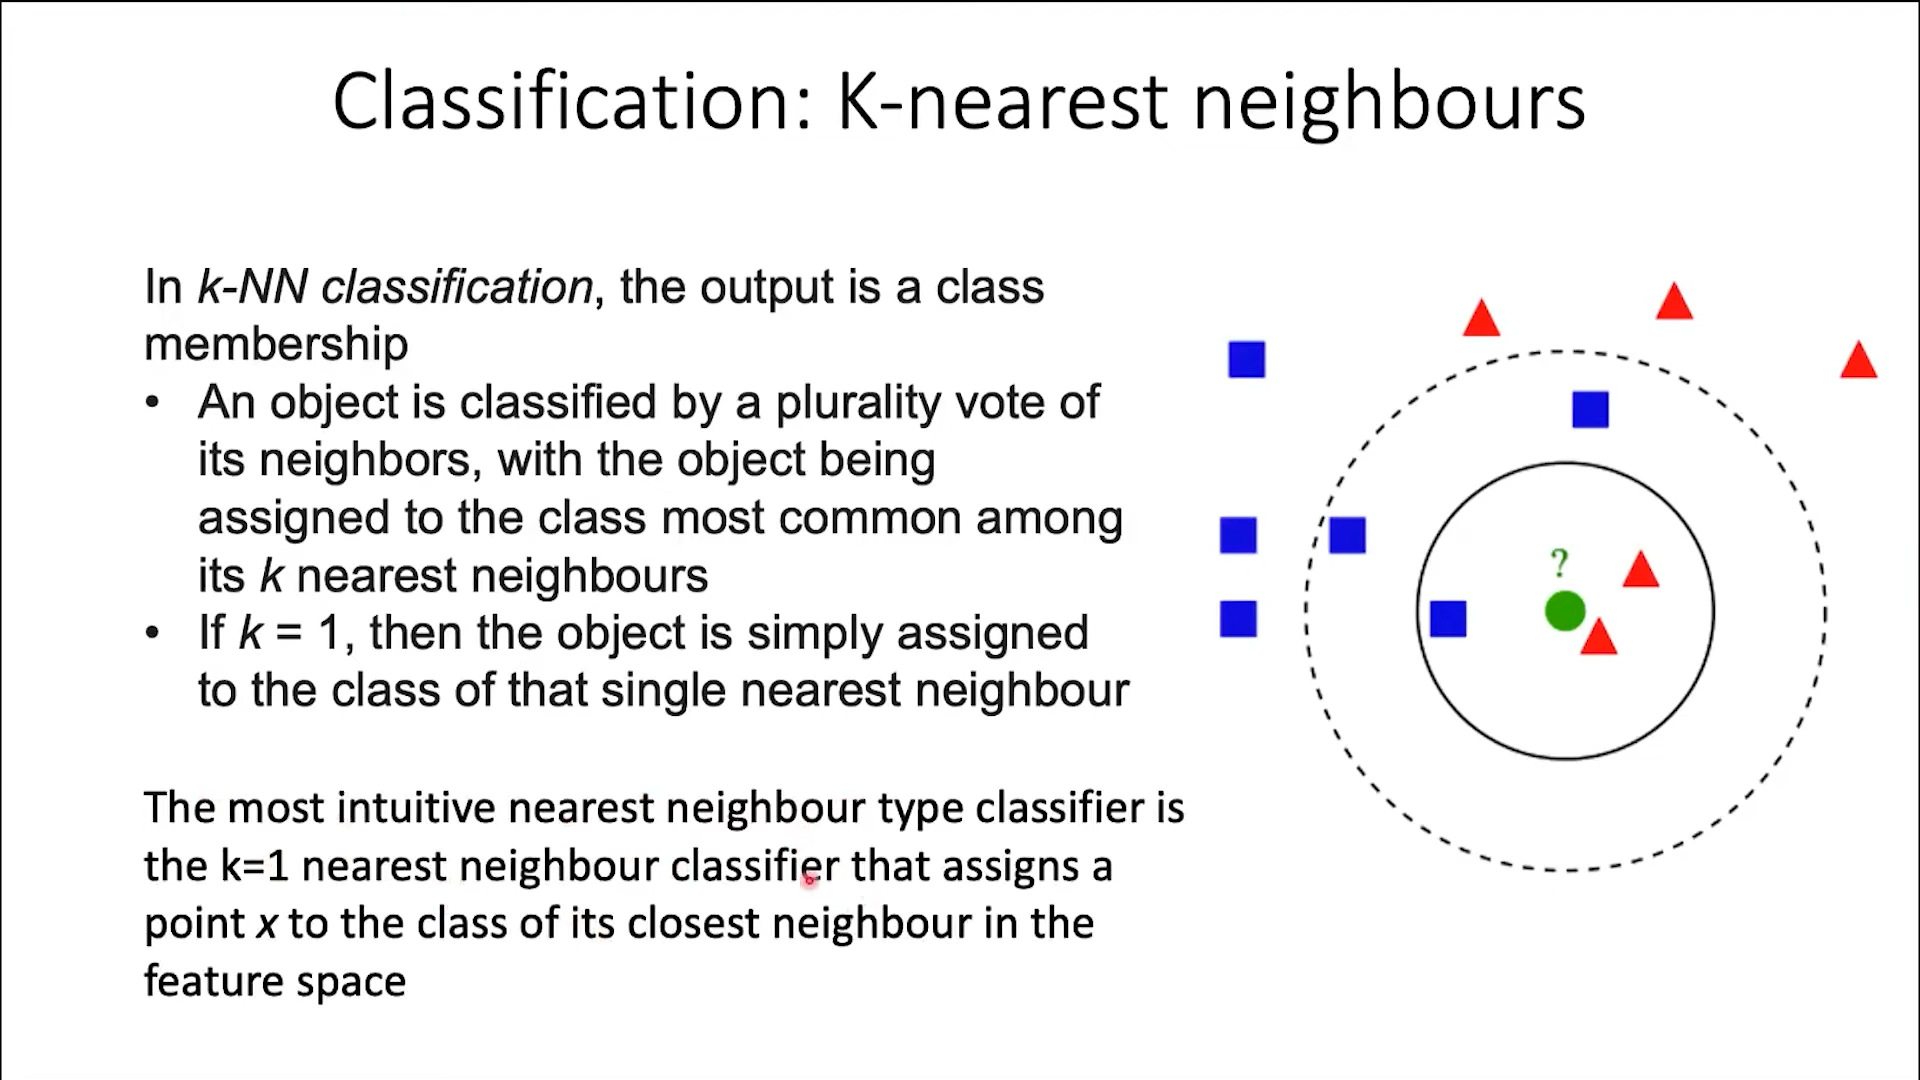 Classification: K-nearest neighbours
In k-NN classification, the output is a class
membership
• An object is classified by a plurality vote of
its neighbors, with the object being
assigned to the class most common among
its k nearest neighbours
• If k = 1, then the object is simply assigned
to the class of that single nearest neighbour
The most intuitive nearest neighbour type classifier is
the k=1 nearest neighbour classifier that assigns a
point x to the class of its closest neighbour in the
feature space
?